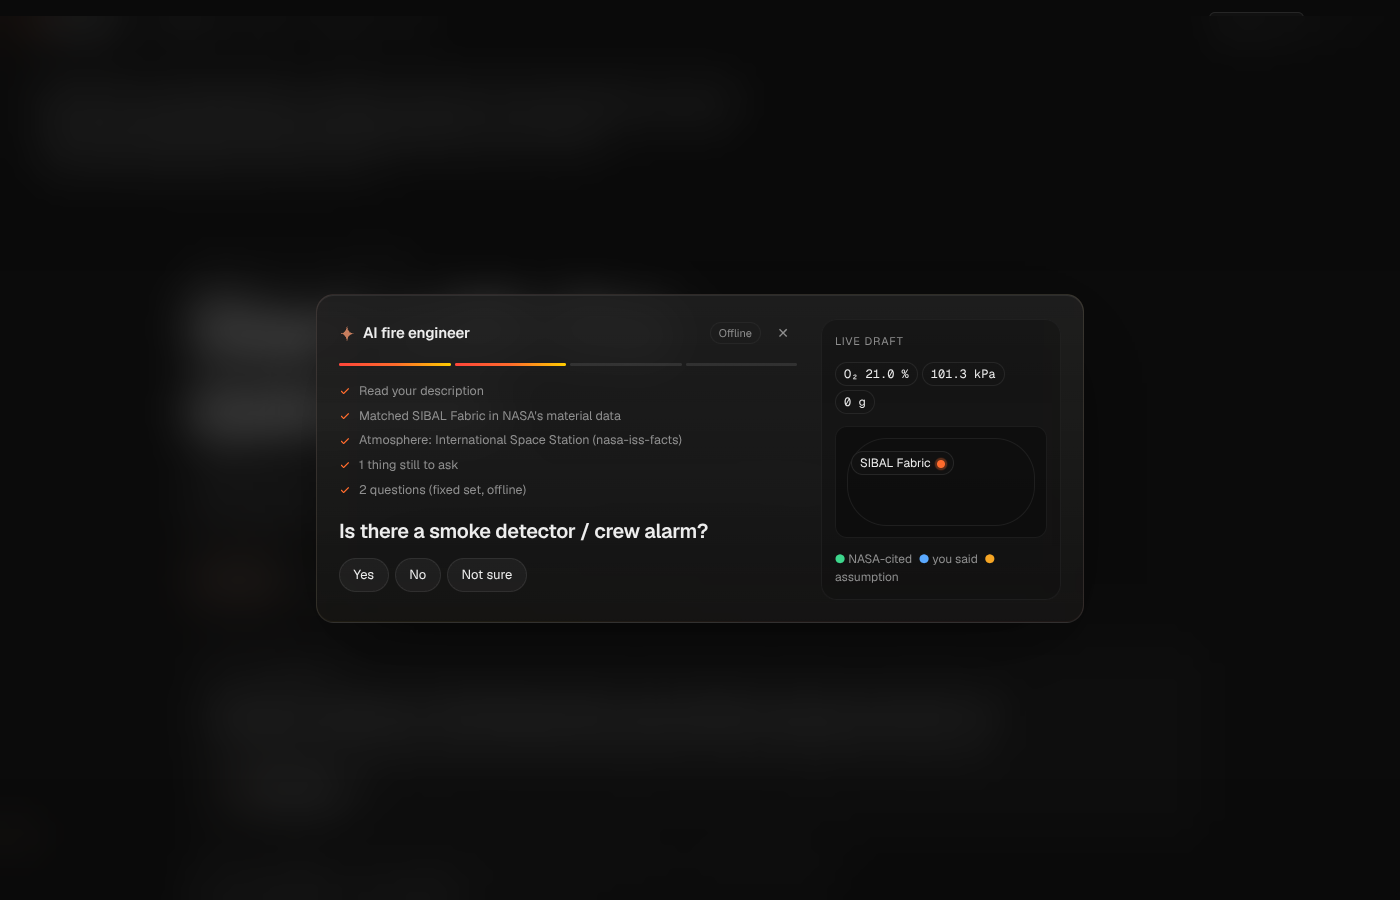 AI fire engineer
Offline
Read your description
Matched SIBAL Fabric in NASA's material data
Atmosphere: International Space Station (nasa-iss-facts)
1 thing still to ask
2 questions (fixed set, offline)
Is there a smoke detector / crew alarm?
Yes No Not sure
LIVE DRAFT
O₂ 21.0 % 101.3 kPa
0 g
SIBAL Fabric
NASA-cited you said
assumption